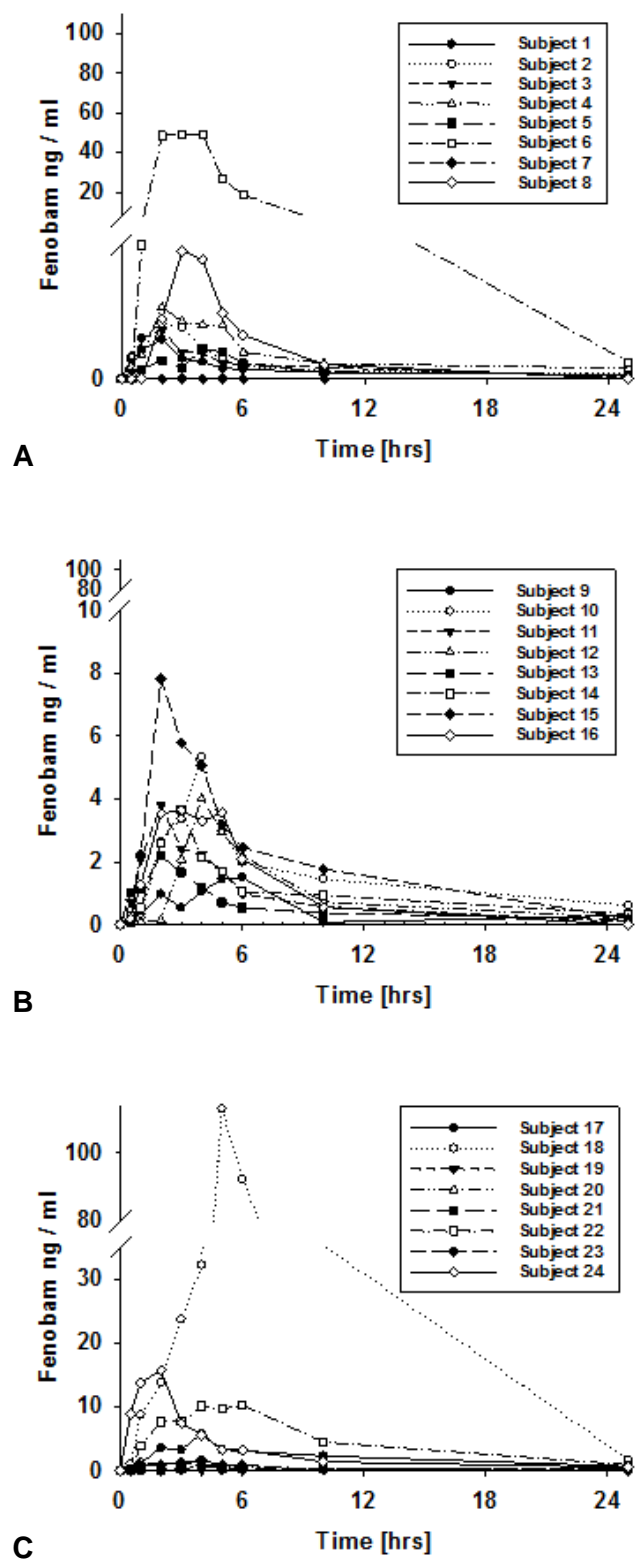 100
80
60
40
20
0
Fenobam ng / ml
Subject 1
Subject 2
Subject 3
Subject 4
Subject 5
Subject 6
Subject 7
Subject 8
0 6 12 18 24
Time [hrs]
A
100
80
10
8
6
4
2
0
Fenobam ng / ml
Subject 9
Subject 10
Subject 11
Subject 12
Subject 13
Subject 14
Subject 15
Subject 16
0 6 12 18 24
Time [hrs]
B
100
80
30
20
10
0
Fenobam ng / ml
Subject 17
Subject 18
Subject 19
Subject 20
Subject 21
Subject 22
Subject 23
Subject 24
0 6 12 18 24
Time [hrs]
C